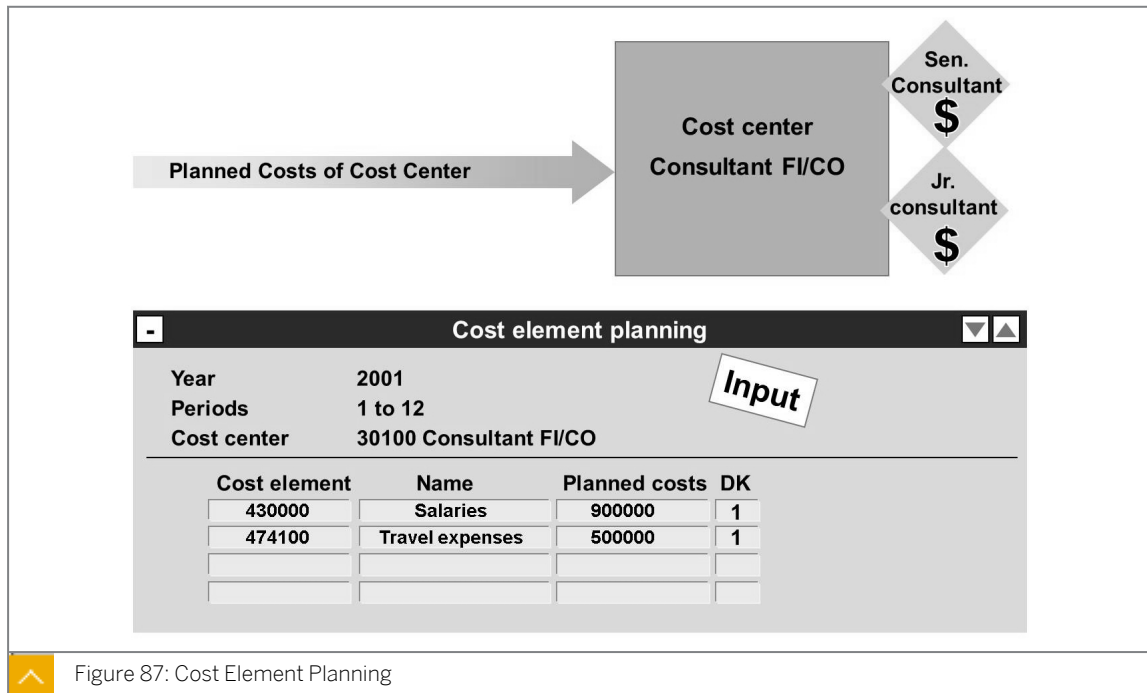 Planned Costs of Cost Center
Cost center
Consultant FI/CO
Sen.
Consultant
$
Jr.
consultant
$
-
Cost element planning
Input
Year 2001
Periods 1 to 12
Cost center 30100 Consultant FI/CO
Cost element Name Planned costs DK
430000 Salaries 900000 1
474100 Travel expenses 500000 1
Figure 87: Cost Element Planning